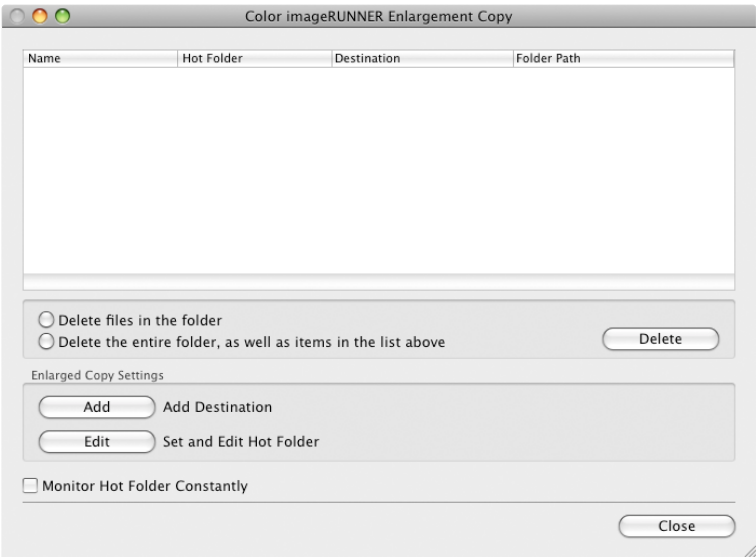 Color imageRUNNER Enlargement Copy
Name Hot Folder Destination Folder Path
Delete files in the folder
Delete the entire folder, as well as items in the list above
Delete
Enlarged Copy Settings
Add Add Destination
Edit Set and Edit Hot Folder
Monitor Hot Folder Constantly
Close